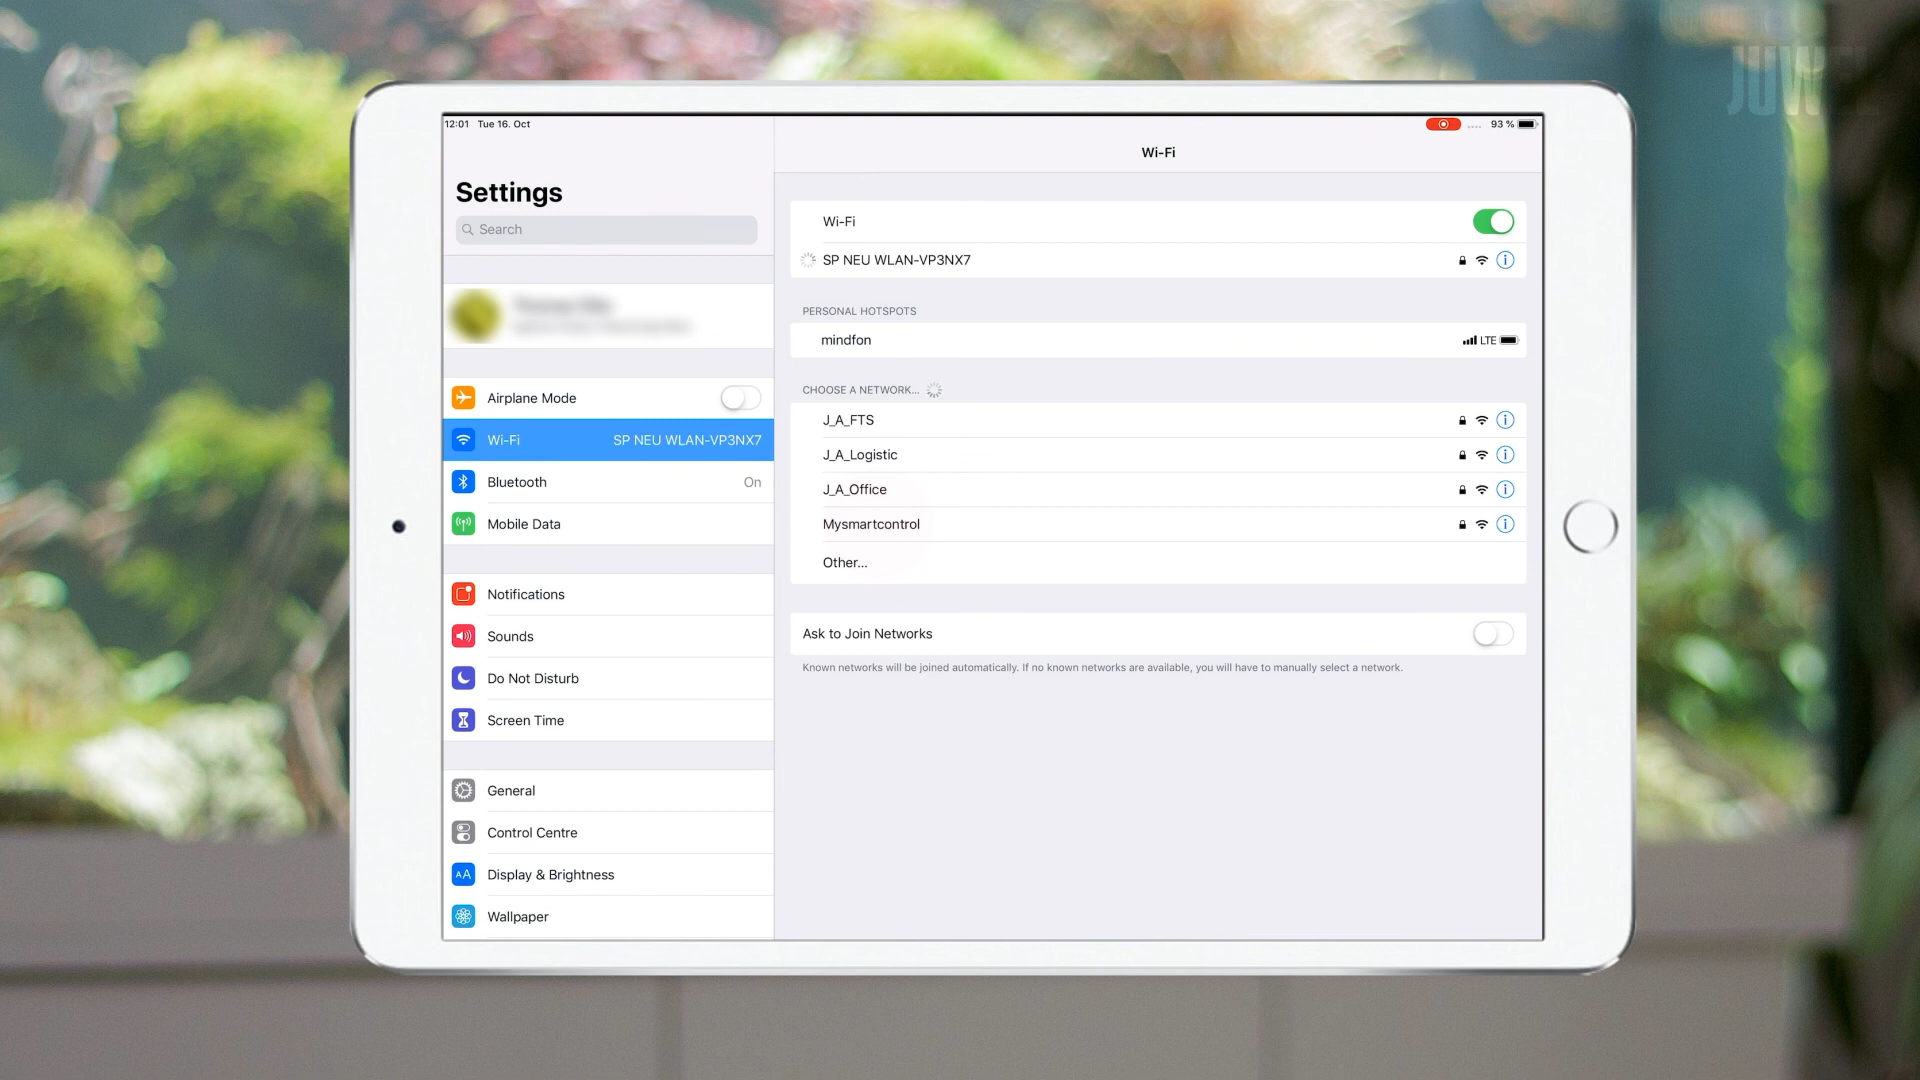 JUWEL
12:01 Tue 16. Oct
93 %
Wi-Fi
Settings
Search
Wi-Fi
SP NEU WLAN-VP3NX7
PERSONAL HOTSPOTS
mindfon
LTE
CHOOSE A NETWORK...
J_A_FTS
J_A_Logistic
J_A_Office
Mysmartcontrol
Other...
Ask to Join Networks
Known networks will be joined automatically. If no known networks are available, you will have to manually select a network.
Airplane Mode
Wi-Fi SP NEU WLAN-VP3NX7
Bluetooth On
Mobile Data
Notifications
Sounds
Do Not Disturb
Screen Time
General
Control Centre
AA Display & Brightness
Wallpaper